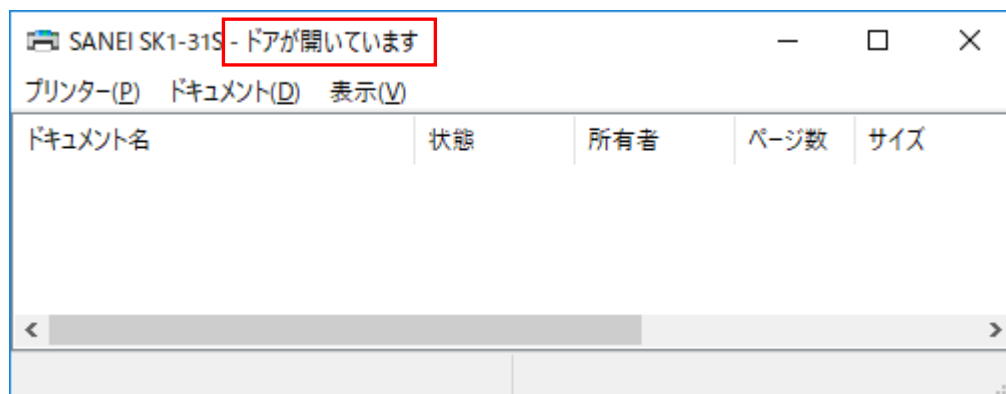 SANEI SK1-31S - ドアが開いています
プリンター(P) ドキュメント(D) 表示(V)
ドキュメント名 状態 所有者 ページ数 サイズ